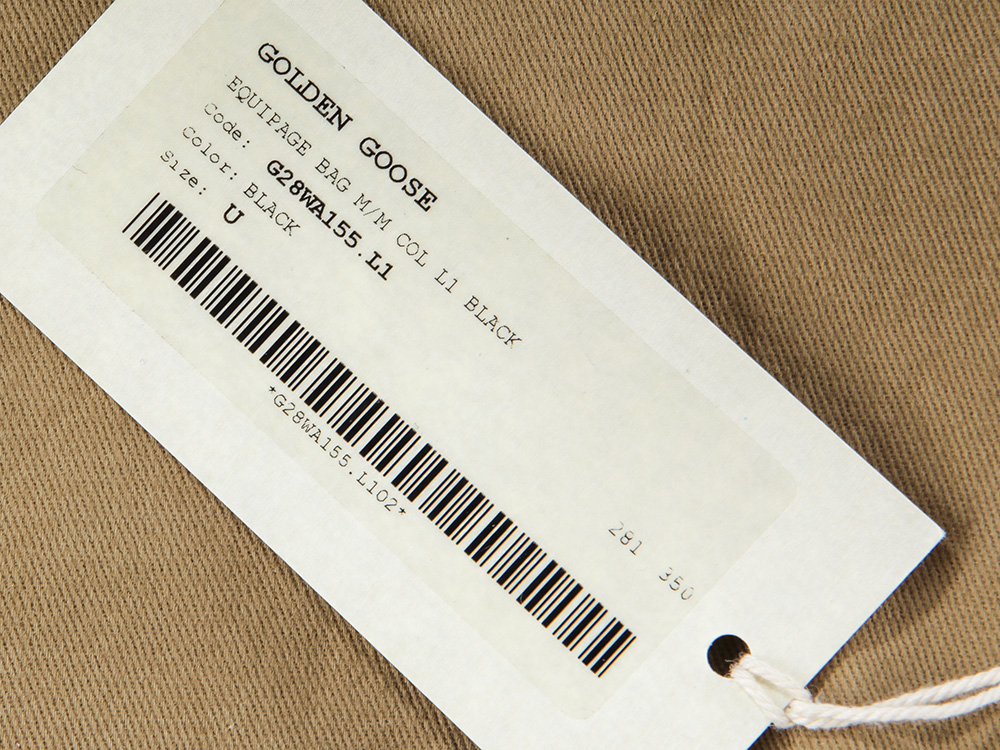 GOLDEN GOOSE
EQUIPAGE BAG M/M COL L1 BLACK
Code: G28WA155.L1
Color: BLACK
Size: U
*G28WA155.L102*
281 350